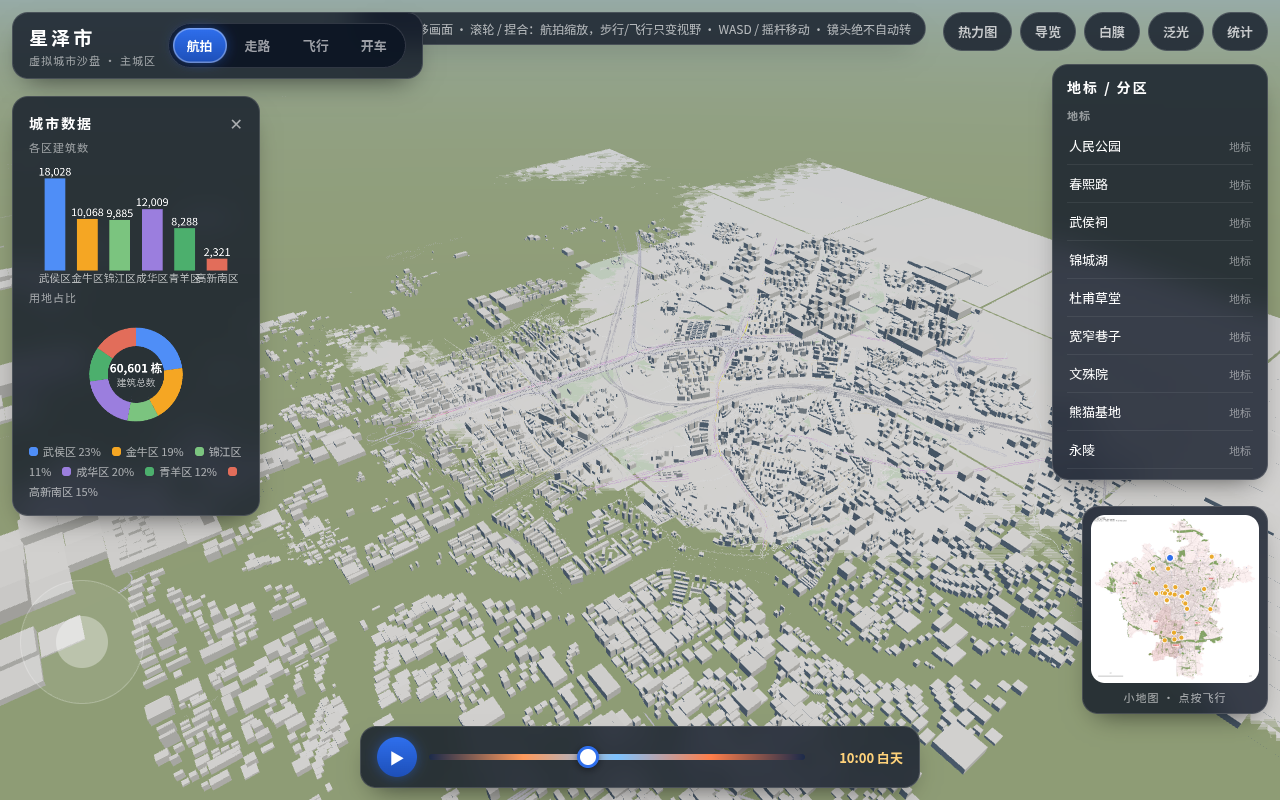 星泽市
虚拟城市沙盘 · 主城区
航拍
走路
飞行
开车
画面 · 滚轮 / 捏合：航拍缩放，步行/飞行只变视野 · WASD / 摇杆移动 · 镜头绝不自动转
热力图
导览
白膜
泛光
统计
城市数据
×
各区建筑数
18,028
10,068
9,885
12,009
8,288
2,321
武侯区
金牛区
锦江区
成华区
青羊区
高新南区
用地占比
60,601 栋
建筑总数
武侯区 23% 金牛区 19% 锦江区
11% 成华区 20% 青羊区 12%
高新南区 15%
地标 / 分区
地标
人民公园 地标
春熙路 地标
武侯祠 地标
锦城湖 地标
杜甫草堂 地标
宽窄巷子 地标
文殊院 地标
熊猫基地 地标
永陵 地标
小地图 · 点按飞行
10:00 白天